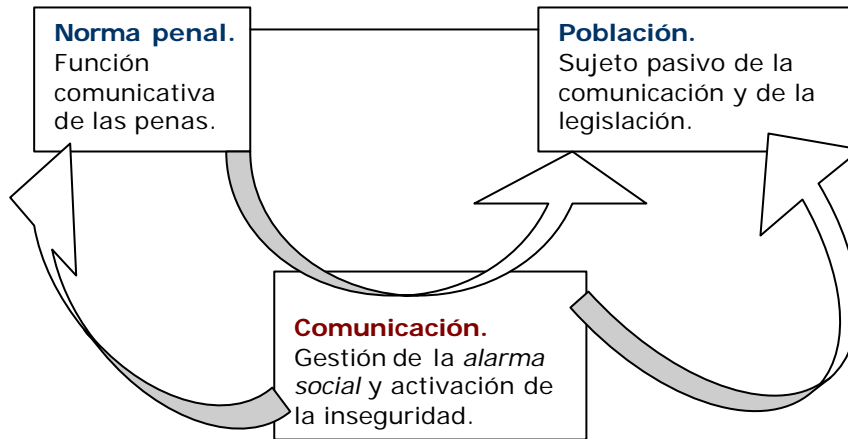 Norma penal.
Función
comunicativa
de las penas.
Población.
Sujeto pasivo de la
comunicación y de la
legislación.
Comunicación.
Gestión de la alarma
social y activación de
la inseguridad.